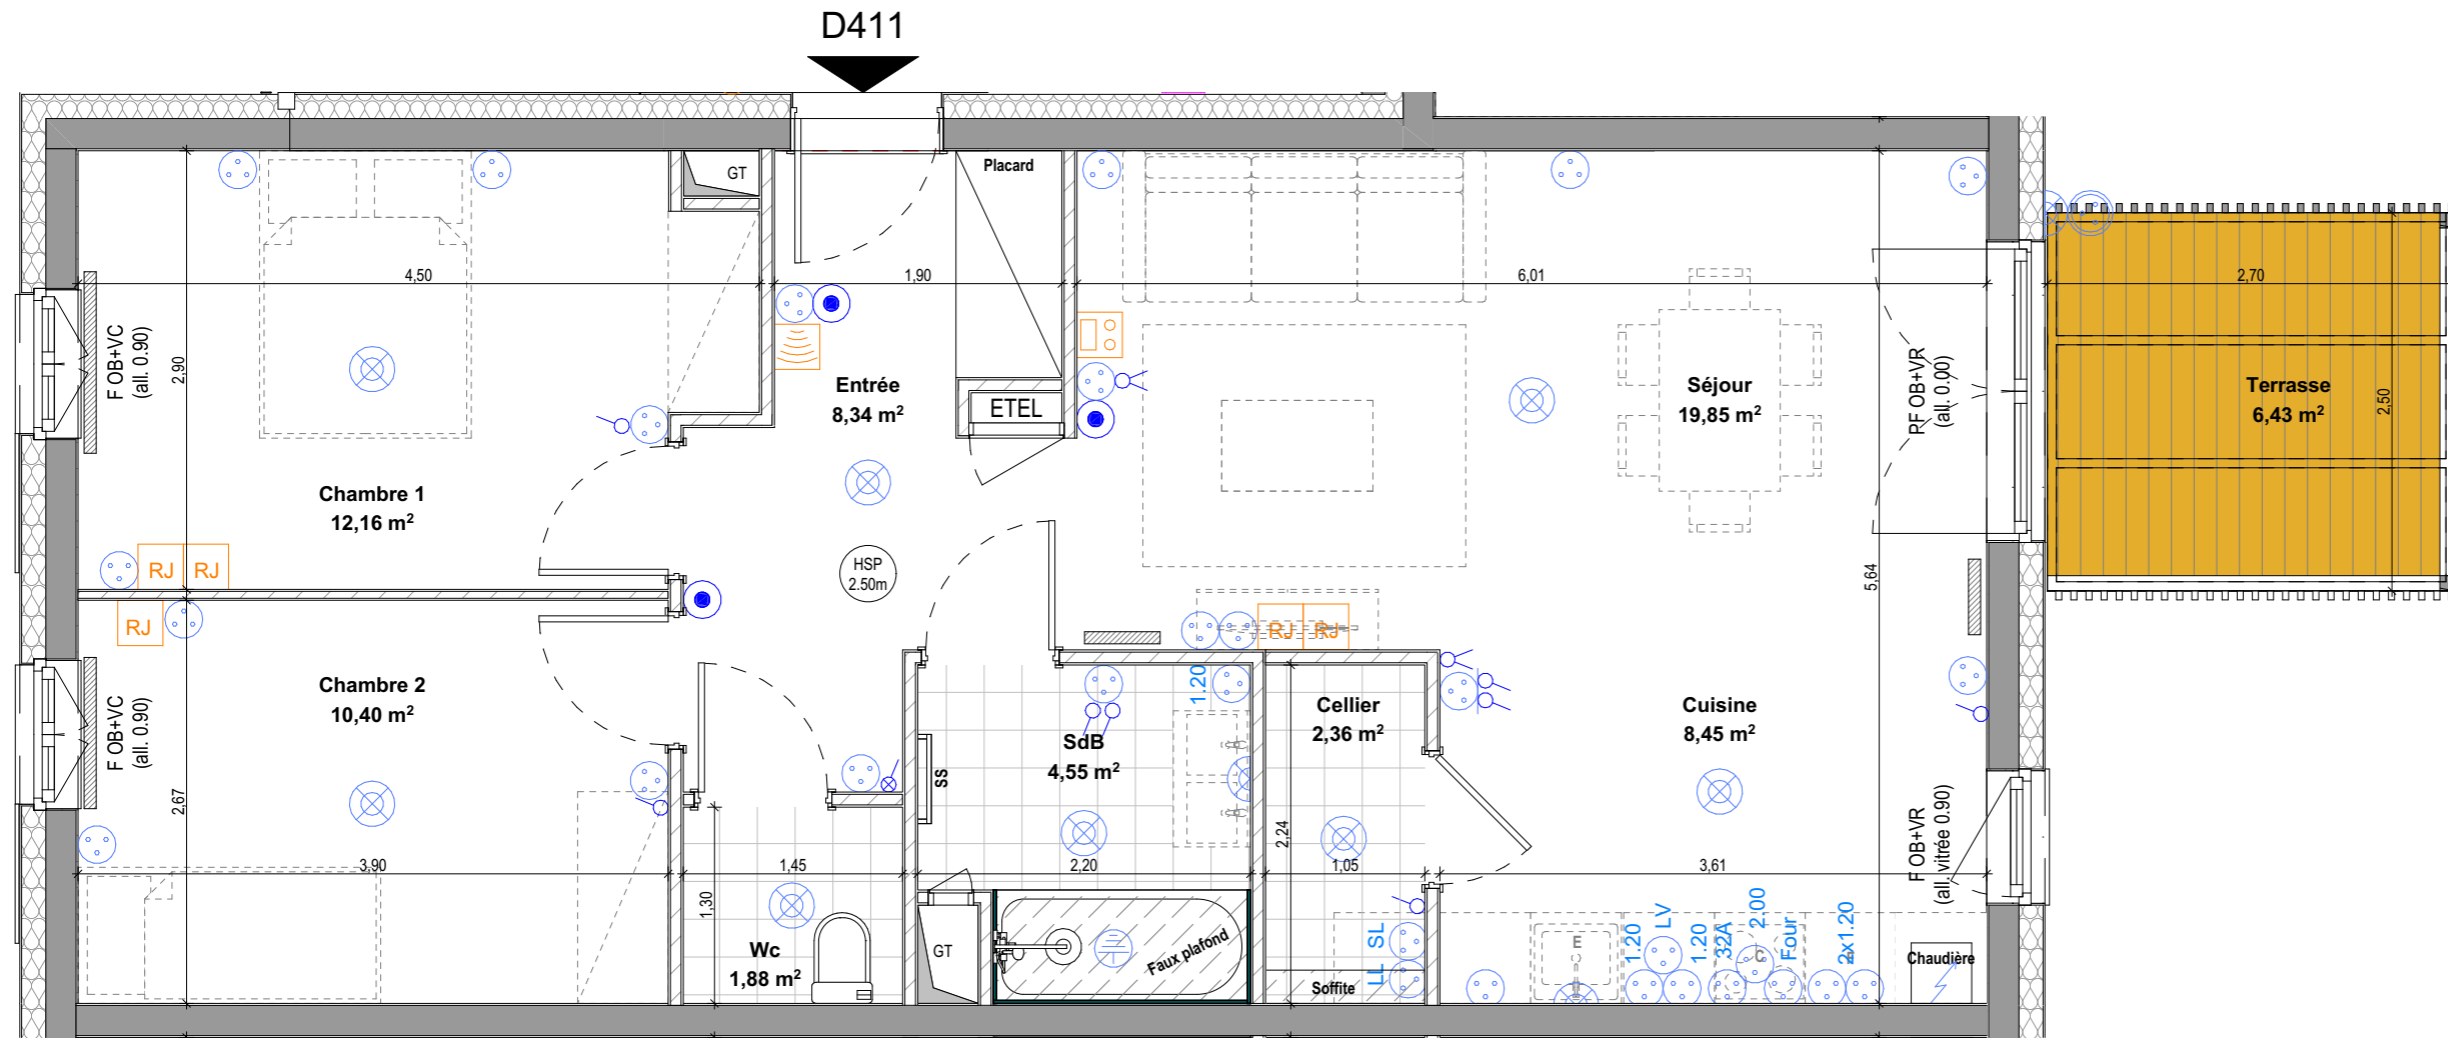 D411
GT
Placard
4,50
1,90
6,01
2,70
F OB+VC
(all. 0.90)
2,90
Entrée
8,34 m²
ETEL
Séjour
19,85 m²
RF OB+VR
(all. 0.00)
Terrasse
6,43 m²
2,50
Chambre 1
12,16 m²
HSP
2.50m
5,64
RJ
RJ
RJ
RJ
RJ
Chambre 2
10,40 m²
F OB+VC
(all. 0.90)
2,67
1.20
SdB
4,55 m²
SS
Cellier
2,36 m²
Cuisine
8,45 m²
2,24
F OB+VR
(all. vitrée 0.90)
3,90
1,45
2,20
1,05
3,61
1,30
Wc
1,88 m²
GT
Faux plafond
SL
LL
Soffite
E
1.20
LV
1.20
32A
2.00
C
Four
2x1.20
Chaudière